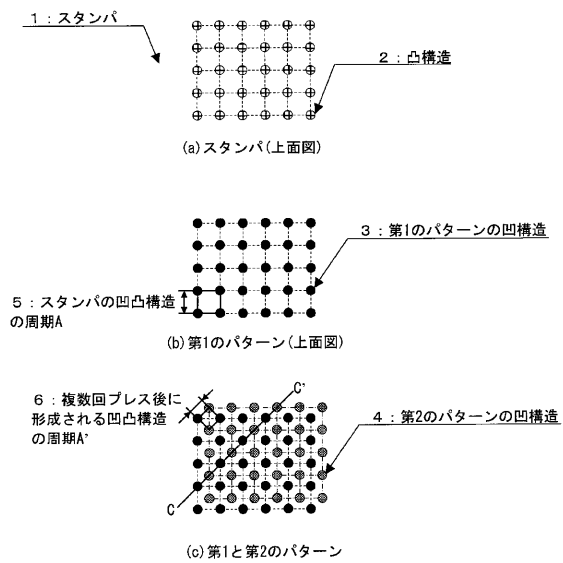 1：スタンパ
2：凸構造
(a)スタンパ(上面図)
3：第1のパターンの凹構造
5：スタンパの凹凸構造
の周期A
(b)第1のパターン(上面図)
6：複数回プレス後に
形成される凹凸構造
の周期A'
C'
4：第2のパターンの凹構造
C
(c)第1と第2のパターン